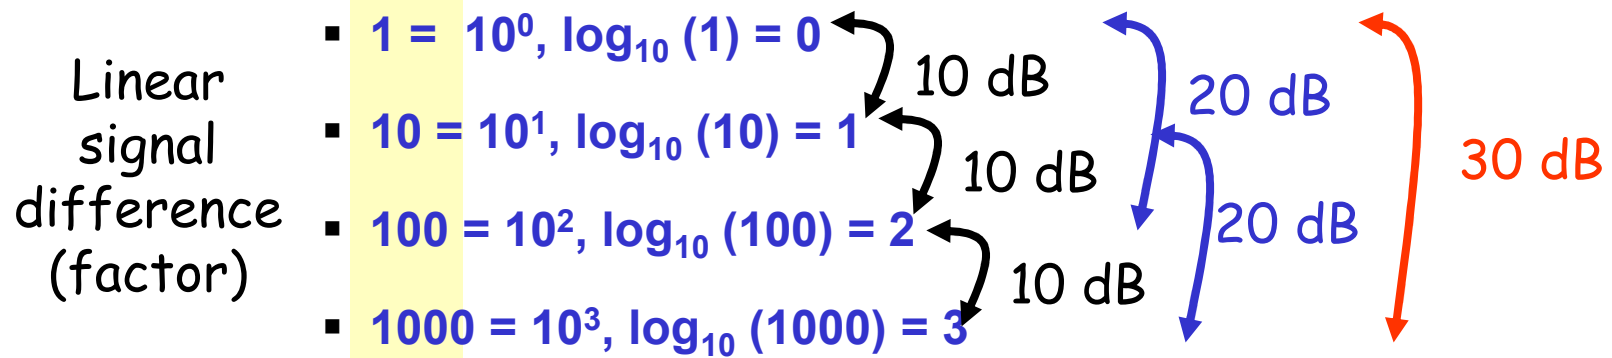 Linear
signal
difference
(factor)
▪ 1 = 10⁰, log₁₀ (1) = 0
▪ 10 = 10¹, log₁₀ (10) = 1
▪ 100 = 10², log₁₀ (100) = 2
▪ 1000 = 10³, log₁₀ (1000) = 3
10 dB
10 dB
10 dB
20 dB
20 dB
30 dB